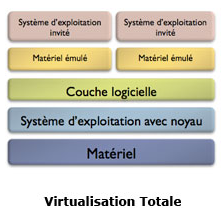 Système d'exploitation
invité
Système d'exploitation
invité
Matériel émulé
Matériel émulé
Couche logicielle
Système d'exploitation avec noyau
Matériel
Virtualisation Totale